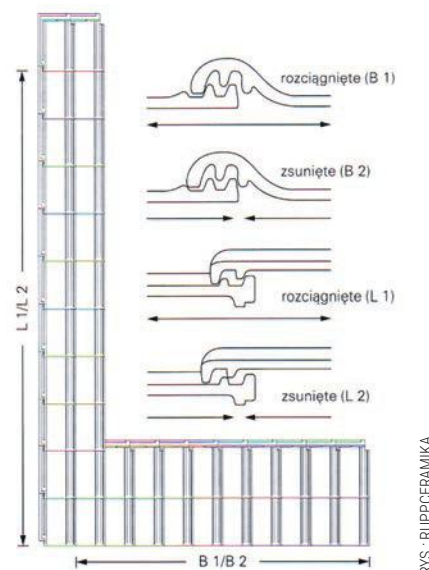 rozciągnięte (B 1)
zsunięte (B 2)
rozciągnięte (L 1)
zsunięte (L 2)
L 1/L 2
B 1/B 2
RYS.: RUPPCERAMIKA